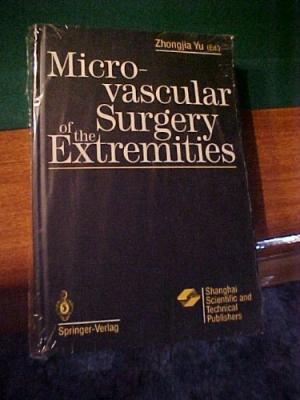 Zhongjia Yu (Ed.)
Micro-
vascular
Surgery
of the
Extremities
Springer-Verlag
Shanghai
Scientific and
Technical
Publishers